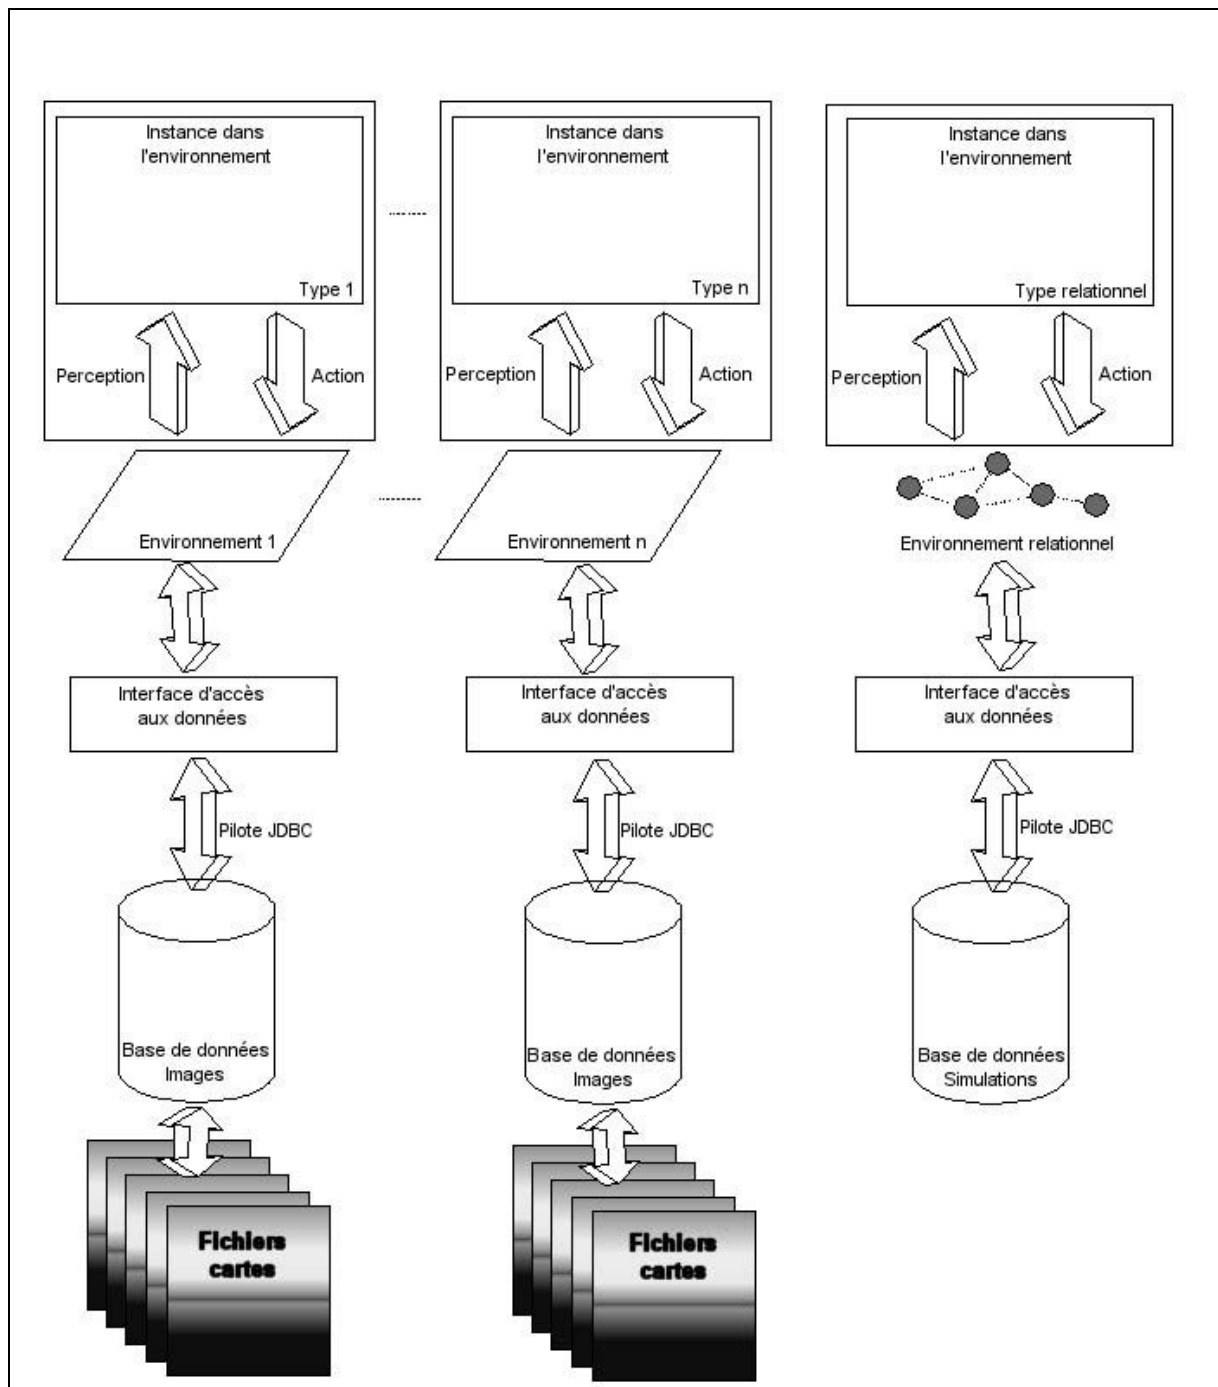 Instance dans
l'environnement
Type 1
Perception
Action
Environnement 1
Interface d'accès
aux données
Pilote JDBC
Base de données
Images
Fichiers
cartes
Instance dans
l'environnement
Type n
Perception
Action
Environnement n
Interface d'accès
aux données
Pilote JDBC
Base de données
Images
Fichiers
cartes
Instance dans
l'environnement
Type relationnel
Perception
Action
Environnement relationnel
Interface d'accès
aux données
Pilote JDBC
Base de données
Simulations